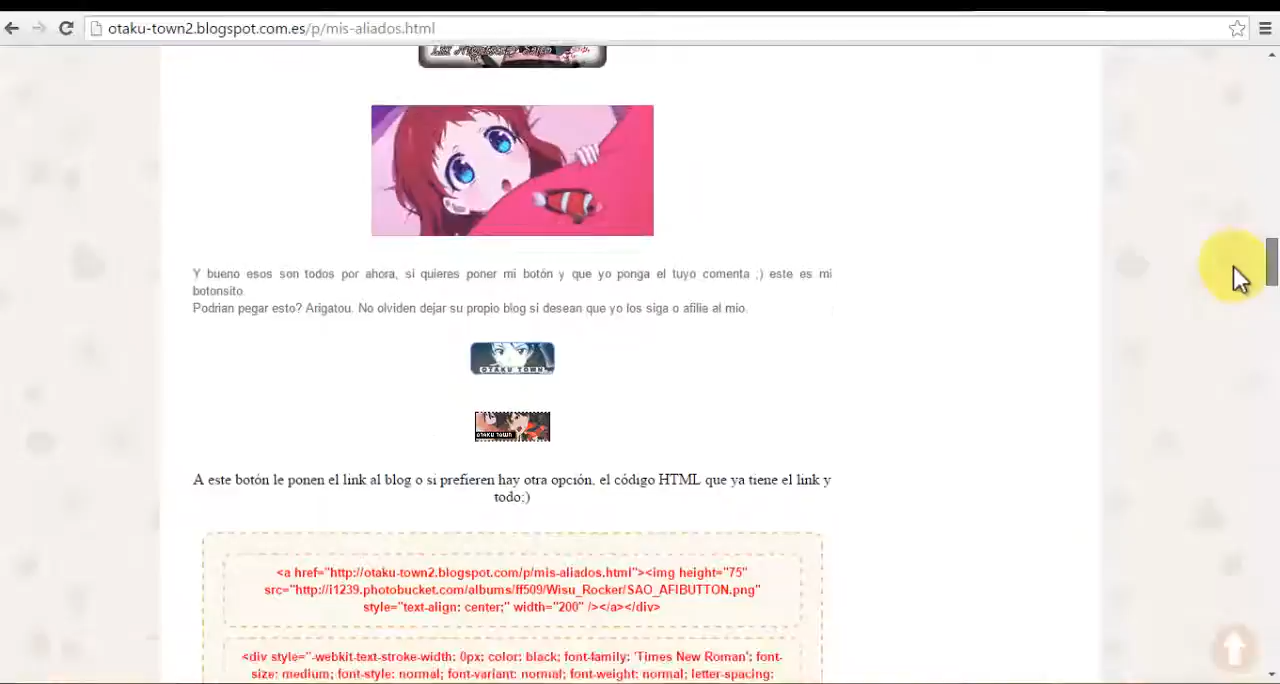 otaku-town2.blogspot.com.es/p/mis-aliados.html
Y bueno esos son todos por ahora, si quieres poner mi botón y que yo ponga el tuyo comenta ;) este es mi
botonsito.
Podrian pegar esto? Arigatou. No olviden dejar su propio blog si desean que yo los siga o afilie al mio.
OTAKU TOWN
OTAKU TOWN
A este botón le ponen el link al blog o si prefieren hay otra opción, el código HTML que ya tiene el link y
todo;)
<a href="http://otaku-town2.blogspot.com/p/mis-aliados.html"><img height="75"
src="http://i1239.photobucket.com/albums/ff509/Wisu_Rocker/SAO_AFIBUTTON.png"
style="text-align: center;" width="200" /></a></div>
<div style="-webkit-text-stroke-width: 0px; color: black; font-family: 'Times New Roman'; font-
size: medium; font-style: normal; font-variant: normal; font-weight: normal; letter-spacing: